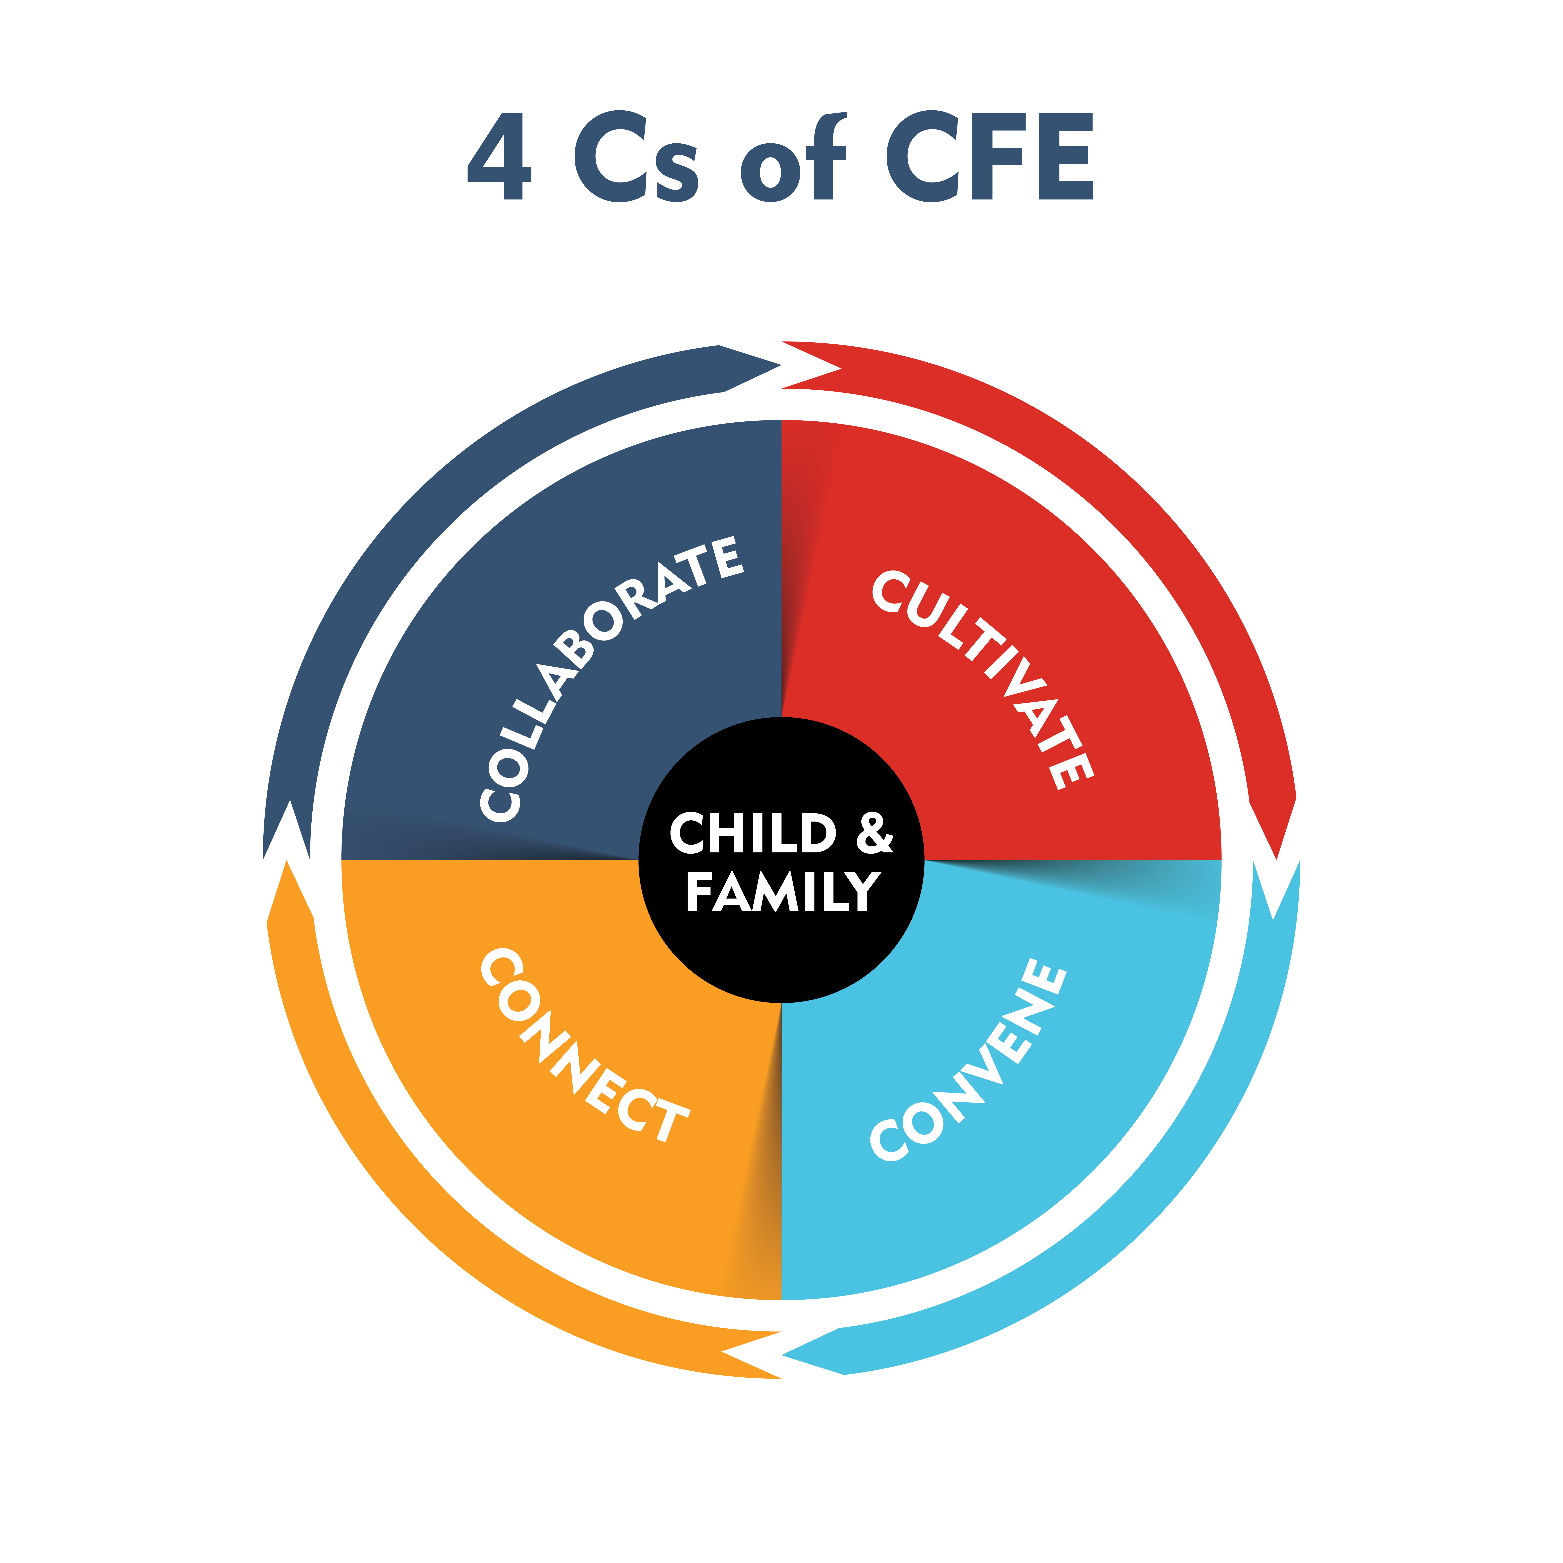 4 Cs of CFE
COLLABORATE
CULTIVATE
CHILD &
FAMILY
CONNECT
CONVENE